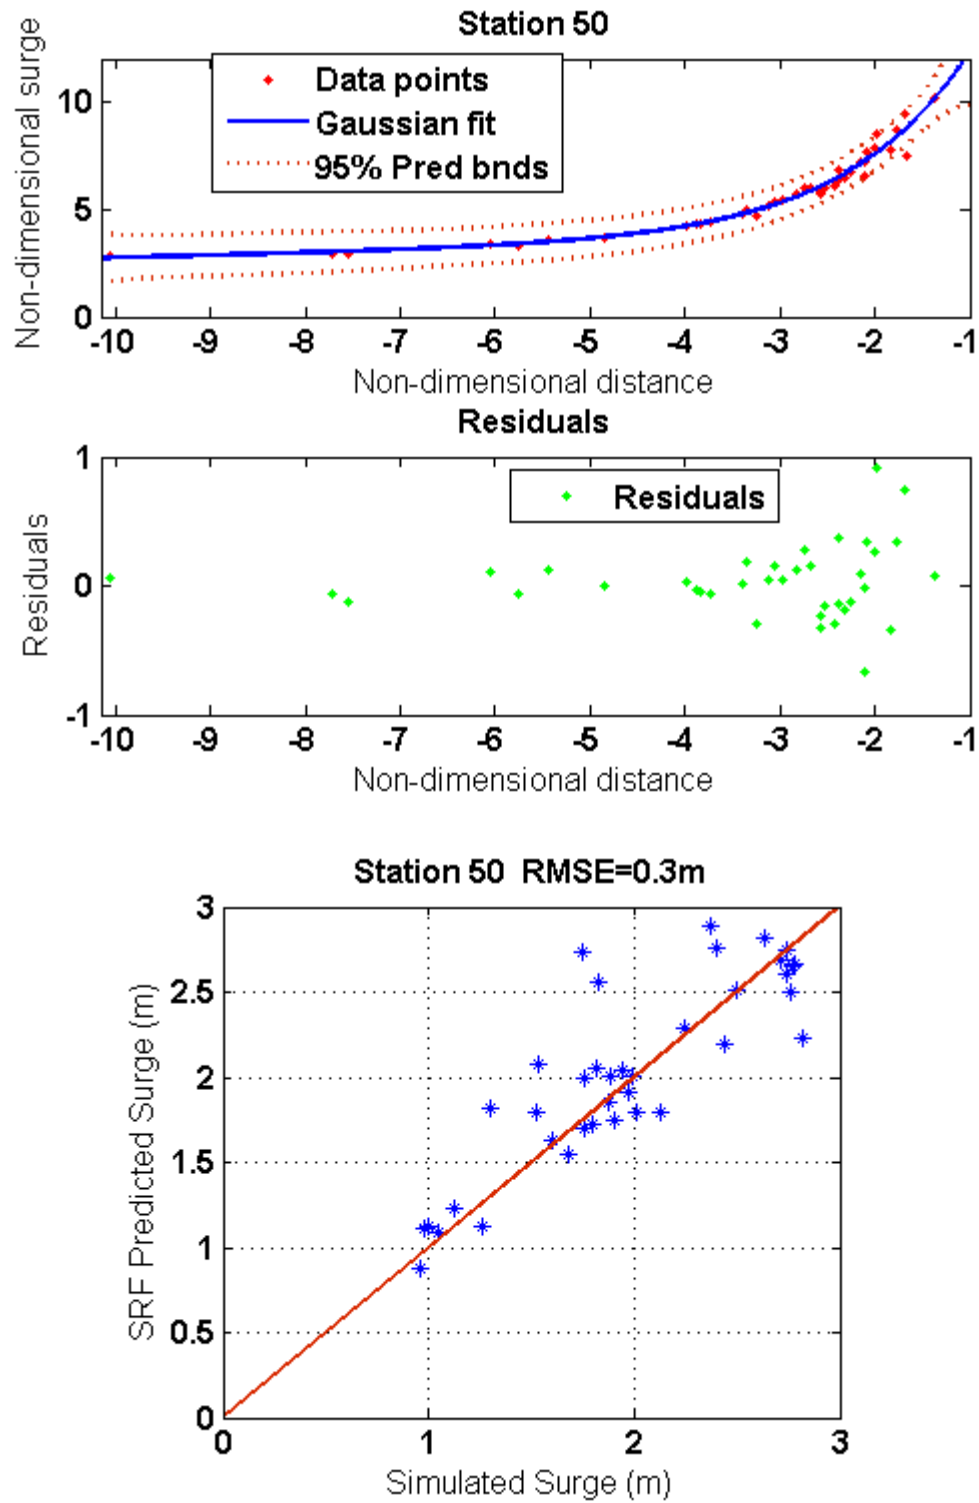 Station 50
Non-dimensional surge
10
5
0
Data points
Gaussian fit
95% Pred bnds
-10 -9 -8 -7 -6 -5 -4 -3 -2 -1
Non-dimensional distance
Residuals
Residuals
1
0
-1
Residuals
-10 -9 -8 -7 -6 -5 -4 -3 -2 -1
Non-dimensional distance
Station 50 RMSE=0.3m
SRF Predicted Surge (m)
3
2.5
2
1.5
1
0.5
0
0 1 2 3
Simulated Surge (m)